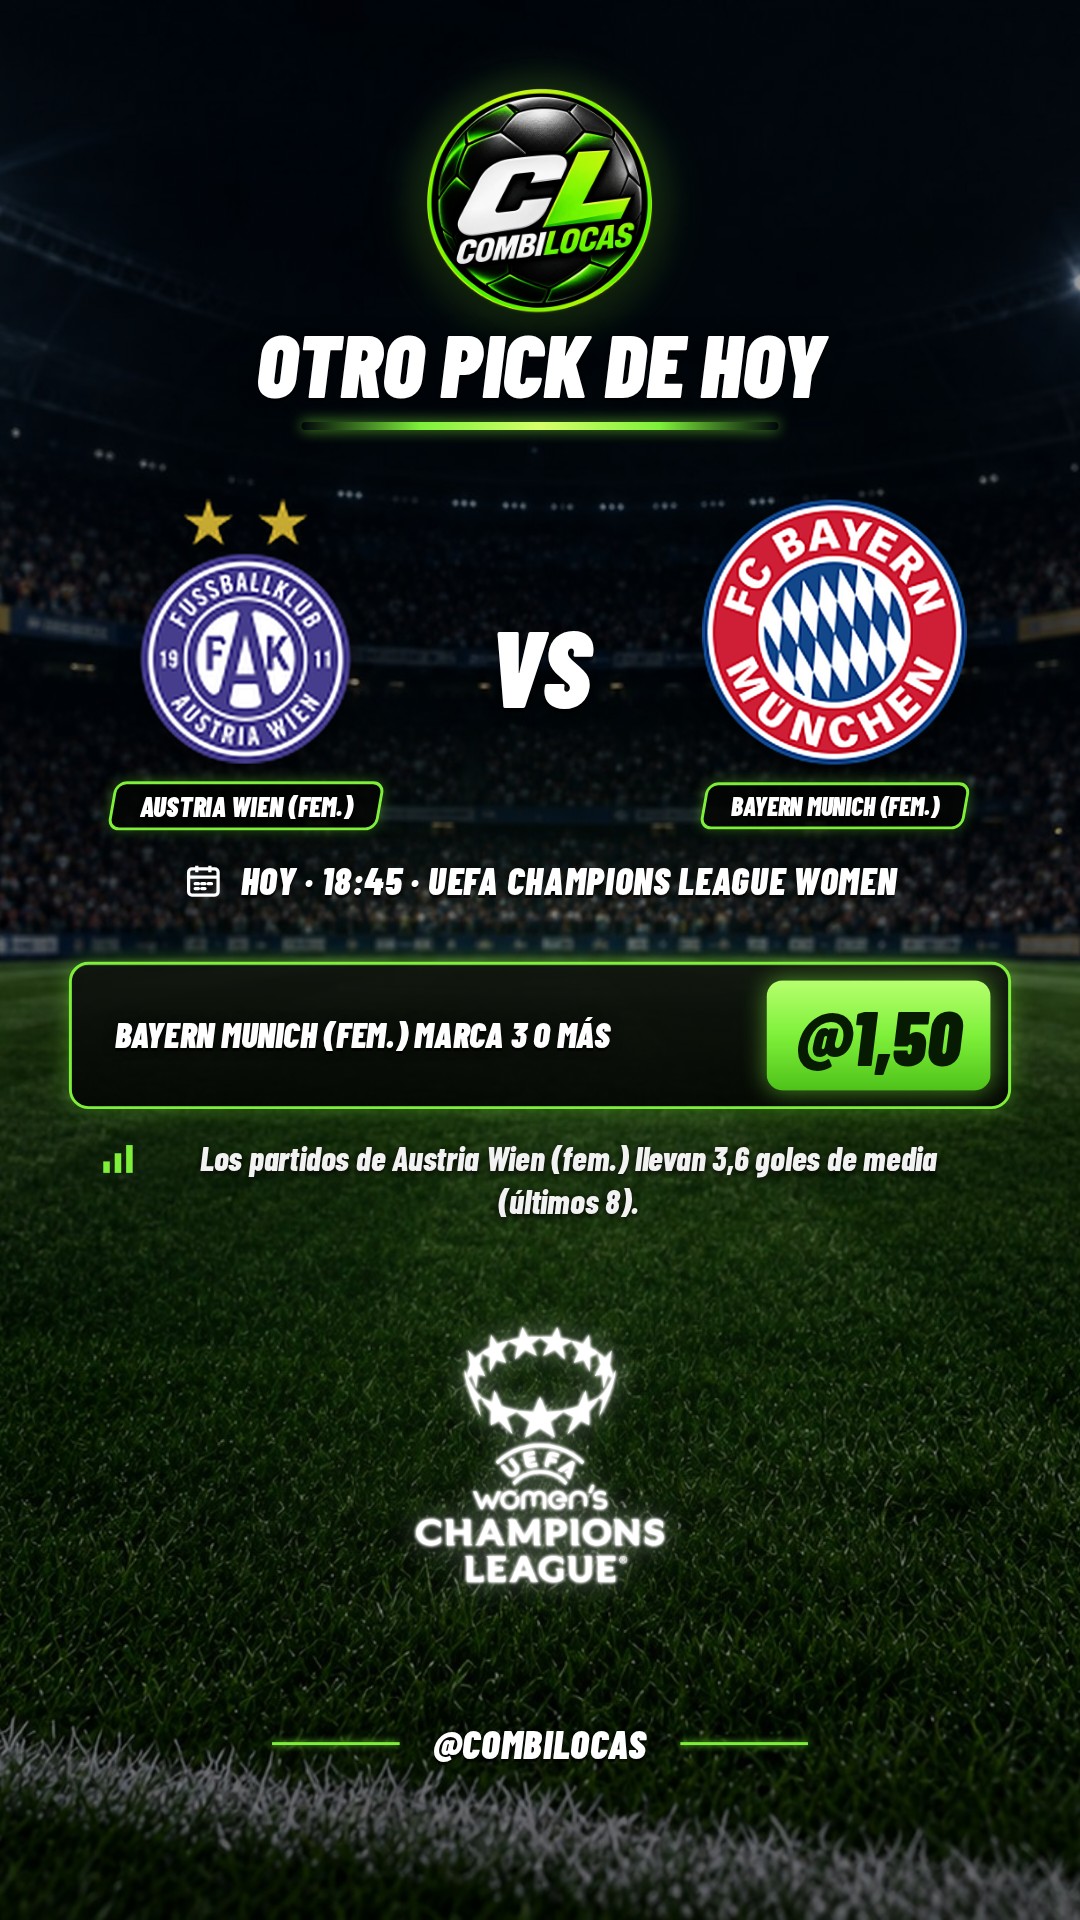 CL
COMBILOCAS
OTRO PICK DE HOY
FUSSBALLKLUB
19 FAK 11
AUSTRIA WIEN
VS
FC BAYERN
MÜNCHEN
AUSTRIA WIEN (FEM.)
BAYERN MUNICH (FEM.)
HOY · 18:45 · UEFA CHAMPIONS LEAGUE WOMEN
BAYERN MUNICH (FEM.) MARCA 3 O MÁS
@1,50
Los partidos de Austria Wien (fem.) llevan 3,6 goles de media
(últimos 8).
UEFA
women's
CHAMPIONS
LEAGUE®
@COMBILOCAS